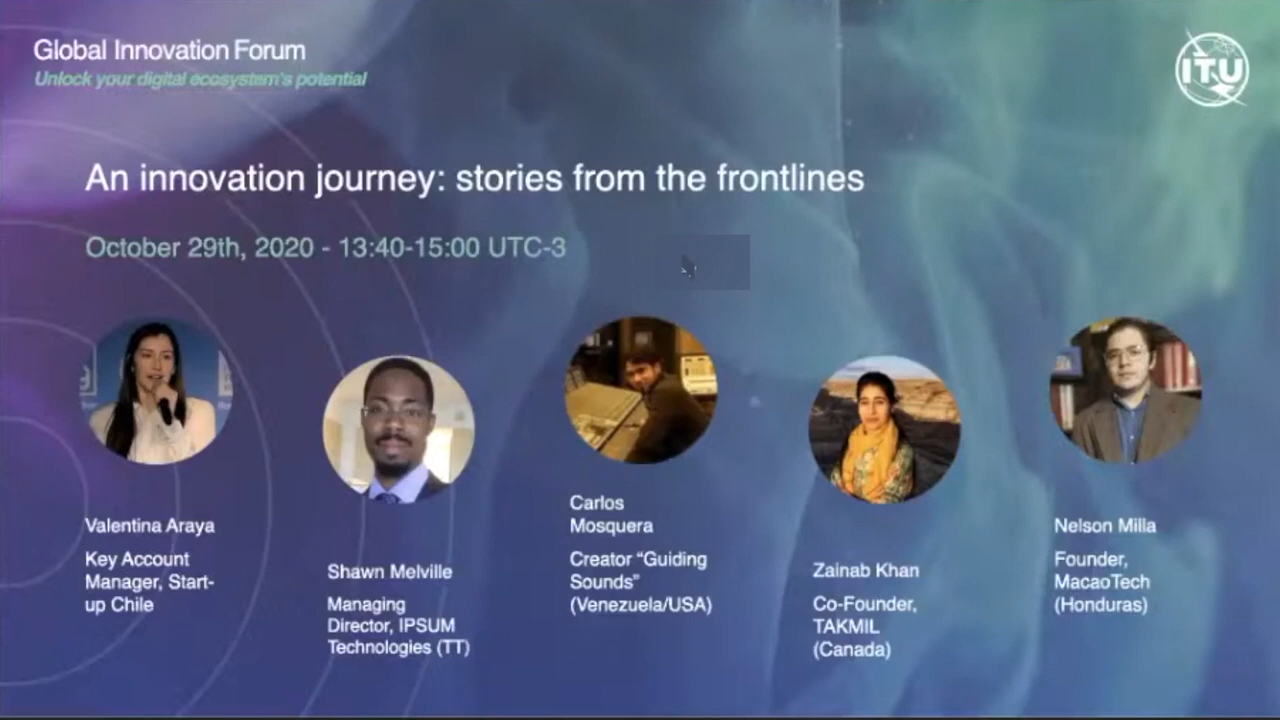 Global Innovation Forum
Unlock your digital ecosystem's potential
ITU
An innovation journey: stories from the frontlines
October 29th, 2020 - 13:40-15:00 UTC-3
Valentina Araya
Key Account
Manager, Start-
up Chile
Shawn Melville
Managing
Director, IPSUM
Technologies (TT)
Carlos
Mosquera
Creator “Guiding
Sounds”
(Venezuela/USA)
Zainab Khan
Co-Founder,
TAKMIL
(Canada)
Nelson Milla
Founder,
MacaoTech
(Honduras)